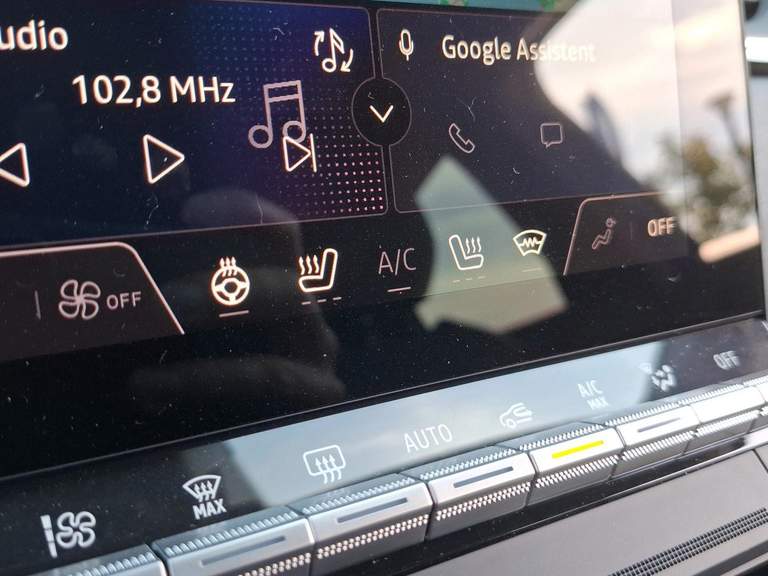 udio
102,8 MHz
Google Assistent
OFF
A/C
OFF
MAX
AUTO
A/C
MAX
OFF